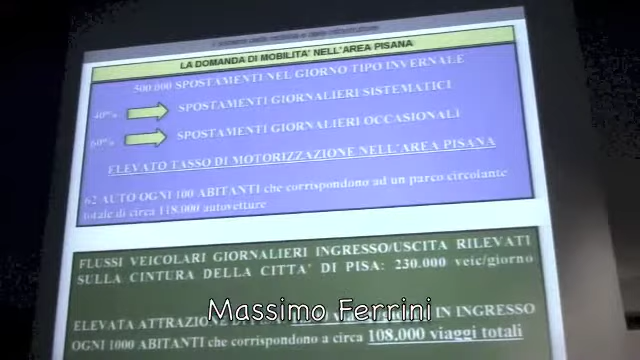 LA DOMANDA DI MOBILITA' NELL'AREA PISANA
500.000 SPOSTAMENTI NEL GIORNO TIPO INVERNALE
40% SPOSTAMENTI GIORNALIERI SISTEMATICI
60% SPOSTAMENTI GIORNALIERI OCCASIONALI
ELEVATO TASSO DI MOTORIZZAZIONE NELL'AREA PISANA
62 AUTO OGNI 100 ABITANTI che corrispondono ad un parco circolante
totale di circa 118.000 autovetture
FLUSSI VEICOLARI GIORNALIERI INGRESSO/USCITA RILEVATI
SULLA CINTURA DELLA CITTA' DI PISA: 230.000 veic/giorno
Massimo Ferrini
ELEVATA ATTRAZIONE DI IN INGRESSO
OGNI 1000 ABITANTI che corrispondono a circa 108.000 viaggi totali